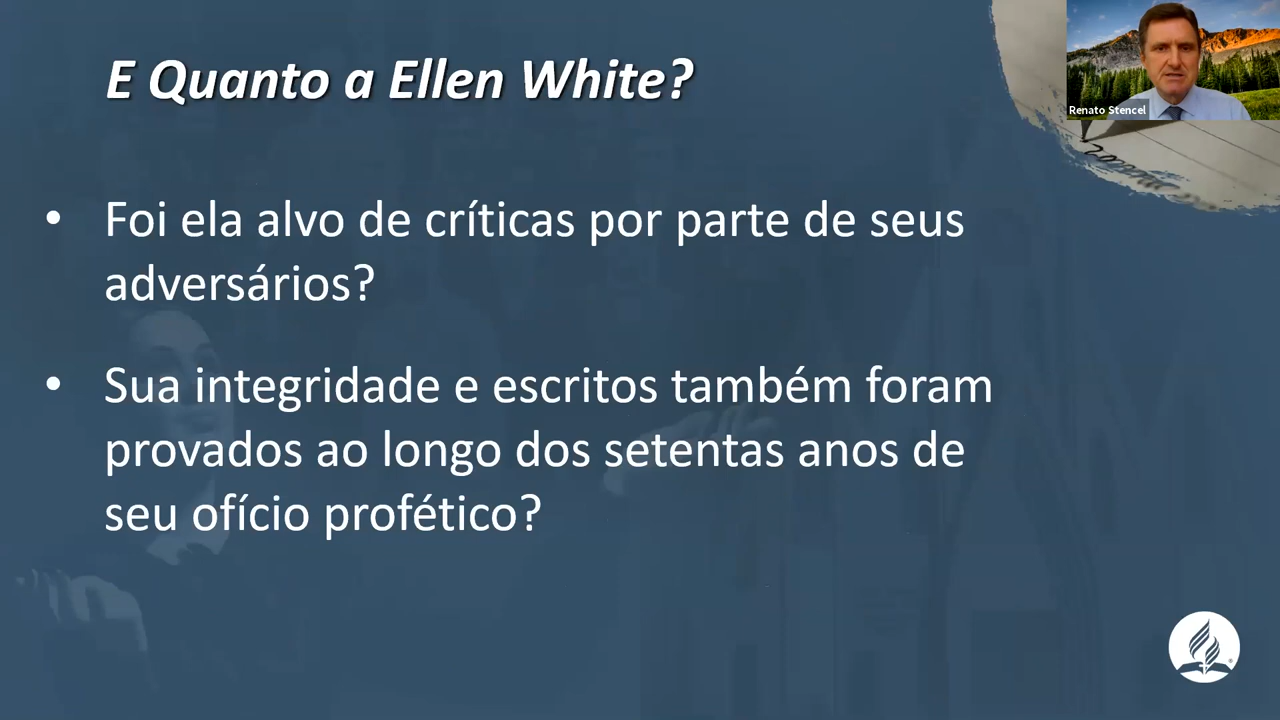 E Quanto a Ellen White?
Renato Stencel
• Foi ela alvo de críticas por parte de seus
adversários?
• Sua integridade e escritos também foram
provados ao longo dos setentas anos de
seu ofício profético?